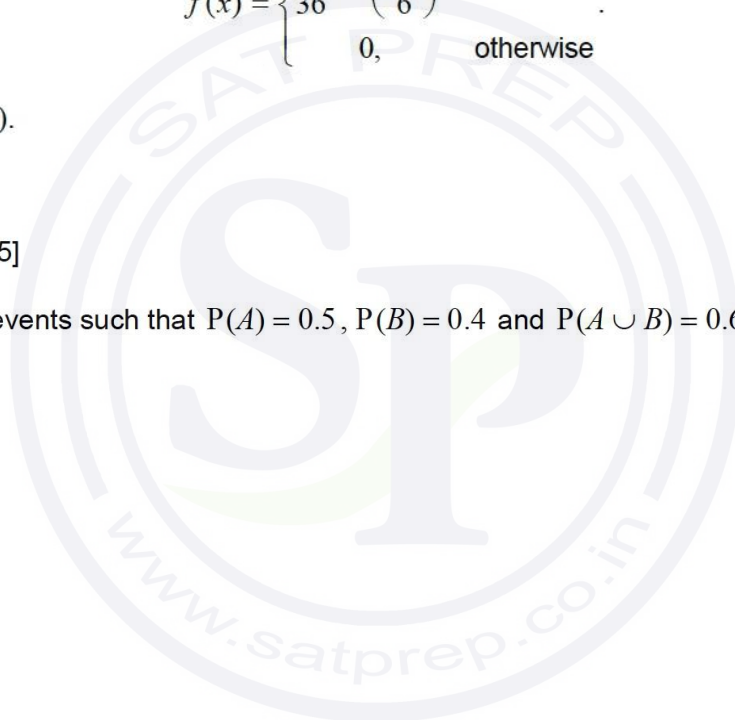 f(x) = { 36 ( 6 ) .
0, otherwise
).
5]
events such that P(A) = 0.5, P(B) = 0.4 and P(A ∪ B) = 0.6
SAT PREP
SP
www.satprep.co.in